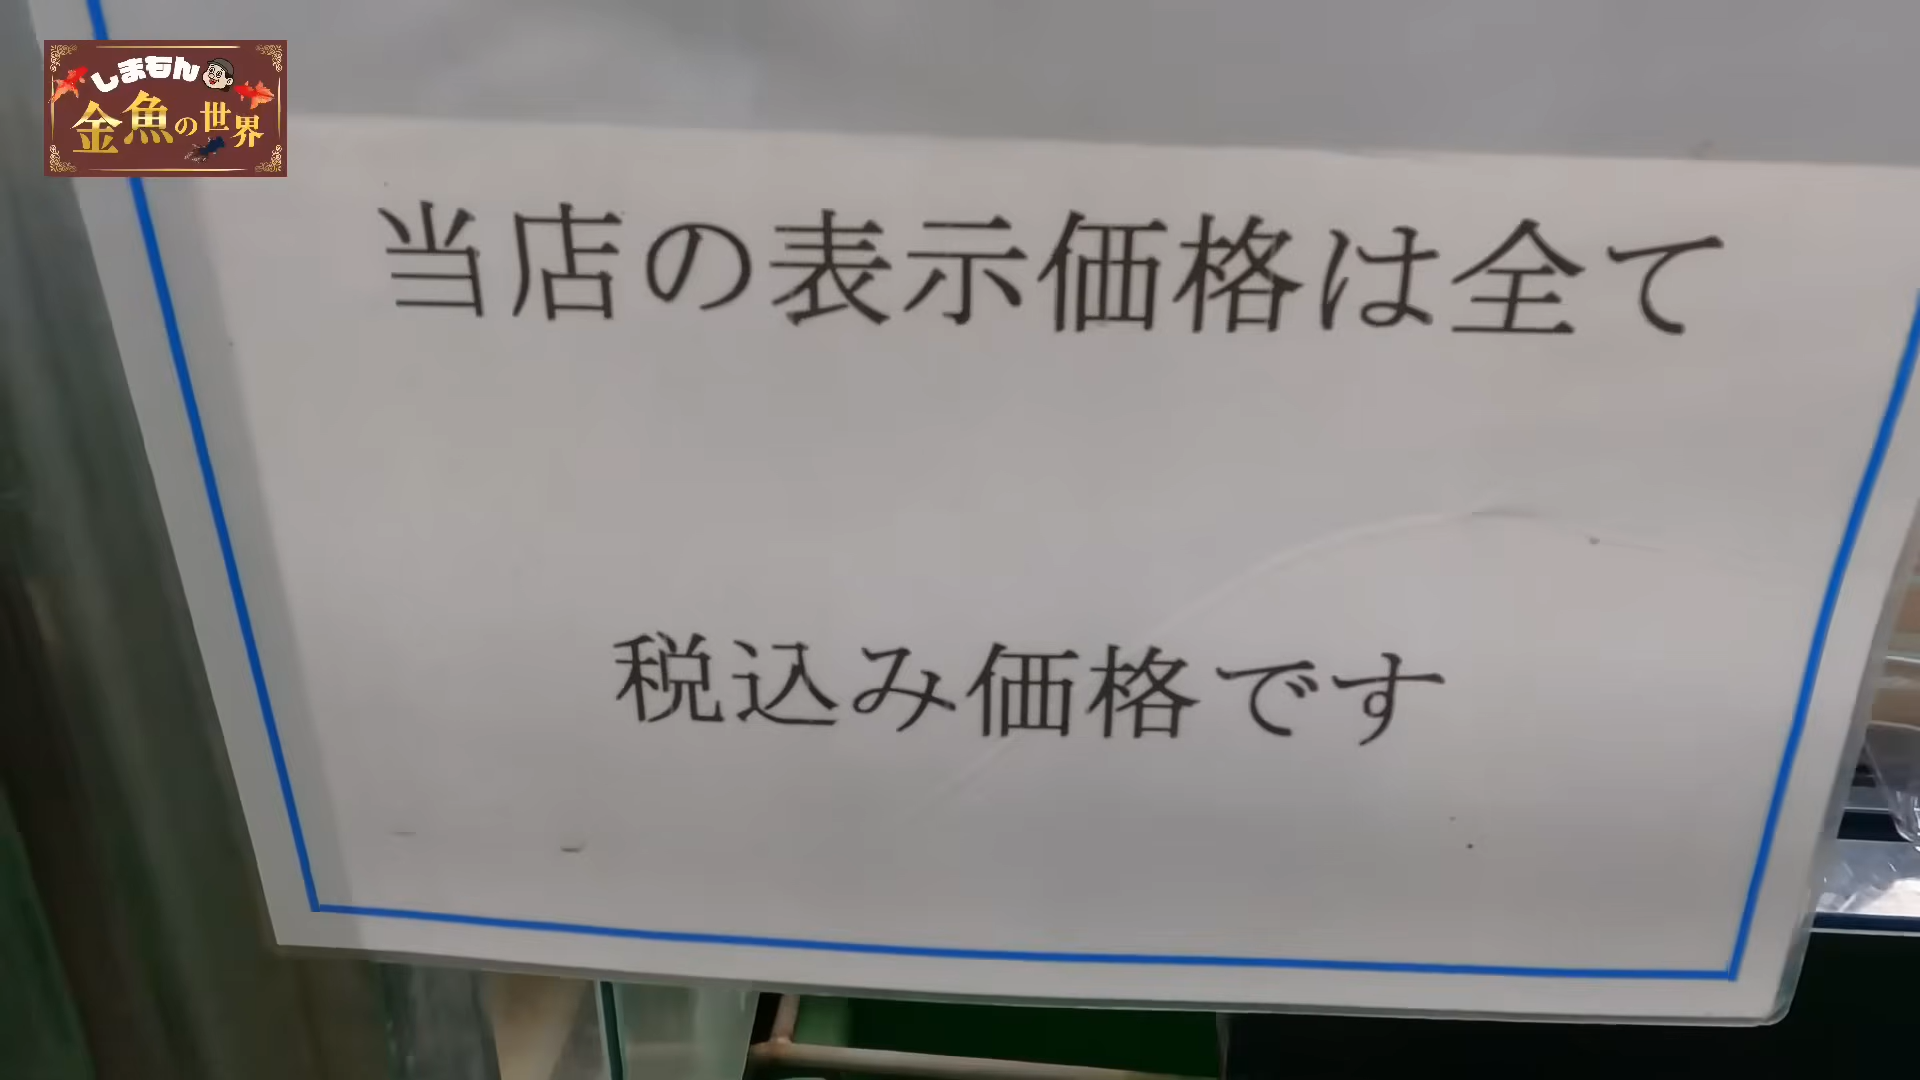 しまもん
金魚の世界
当店の表示価格は全て
税込み価格です